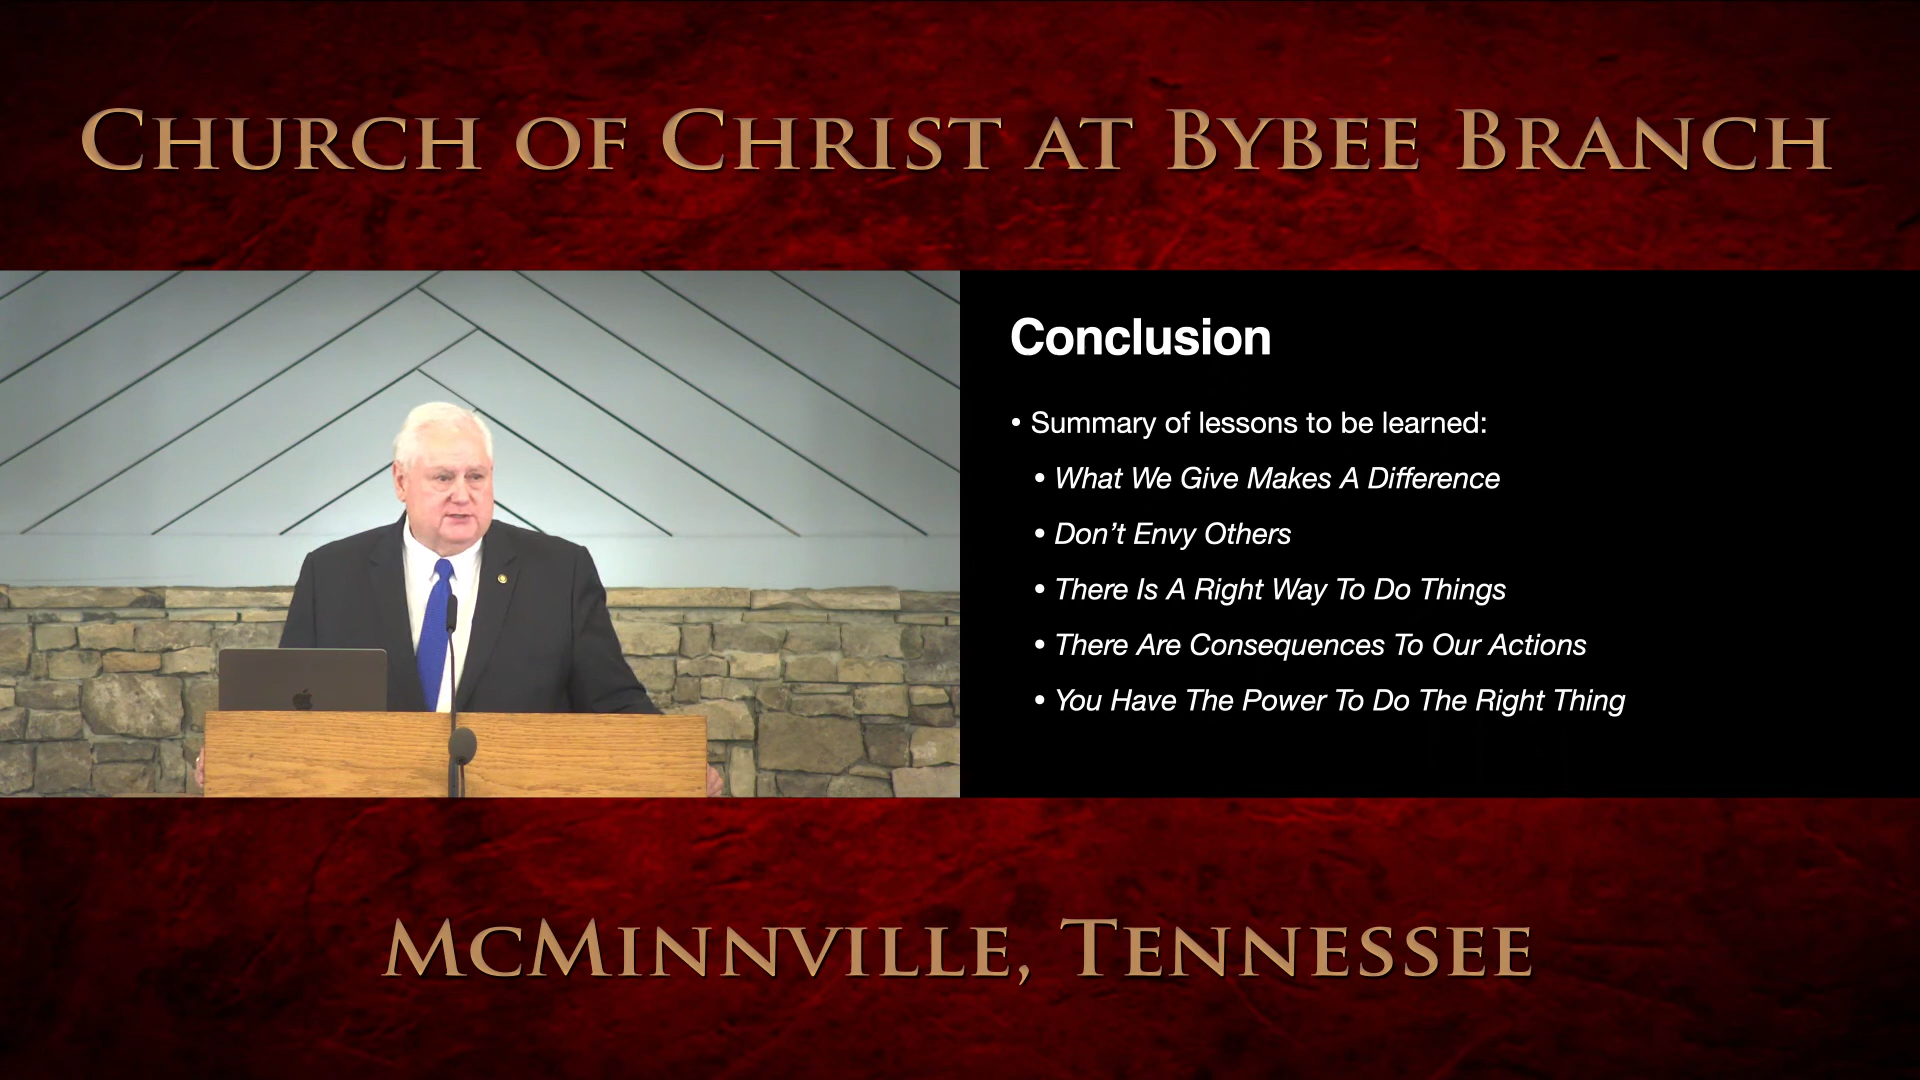 CHURCH OF CHRIST AT BYBEE BRANCH
Conclusion
• Summary of lessons to be learned:
• What We Give Makes A Difference
• Don’t Envy Others
• There Is A Right Way To Do Things
• There Are Consequences To Our Actions
• You Have The Power To Do The Right Thing
MCMINNVILLE, TENNESSEE